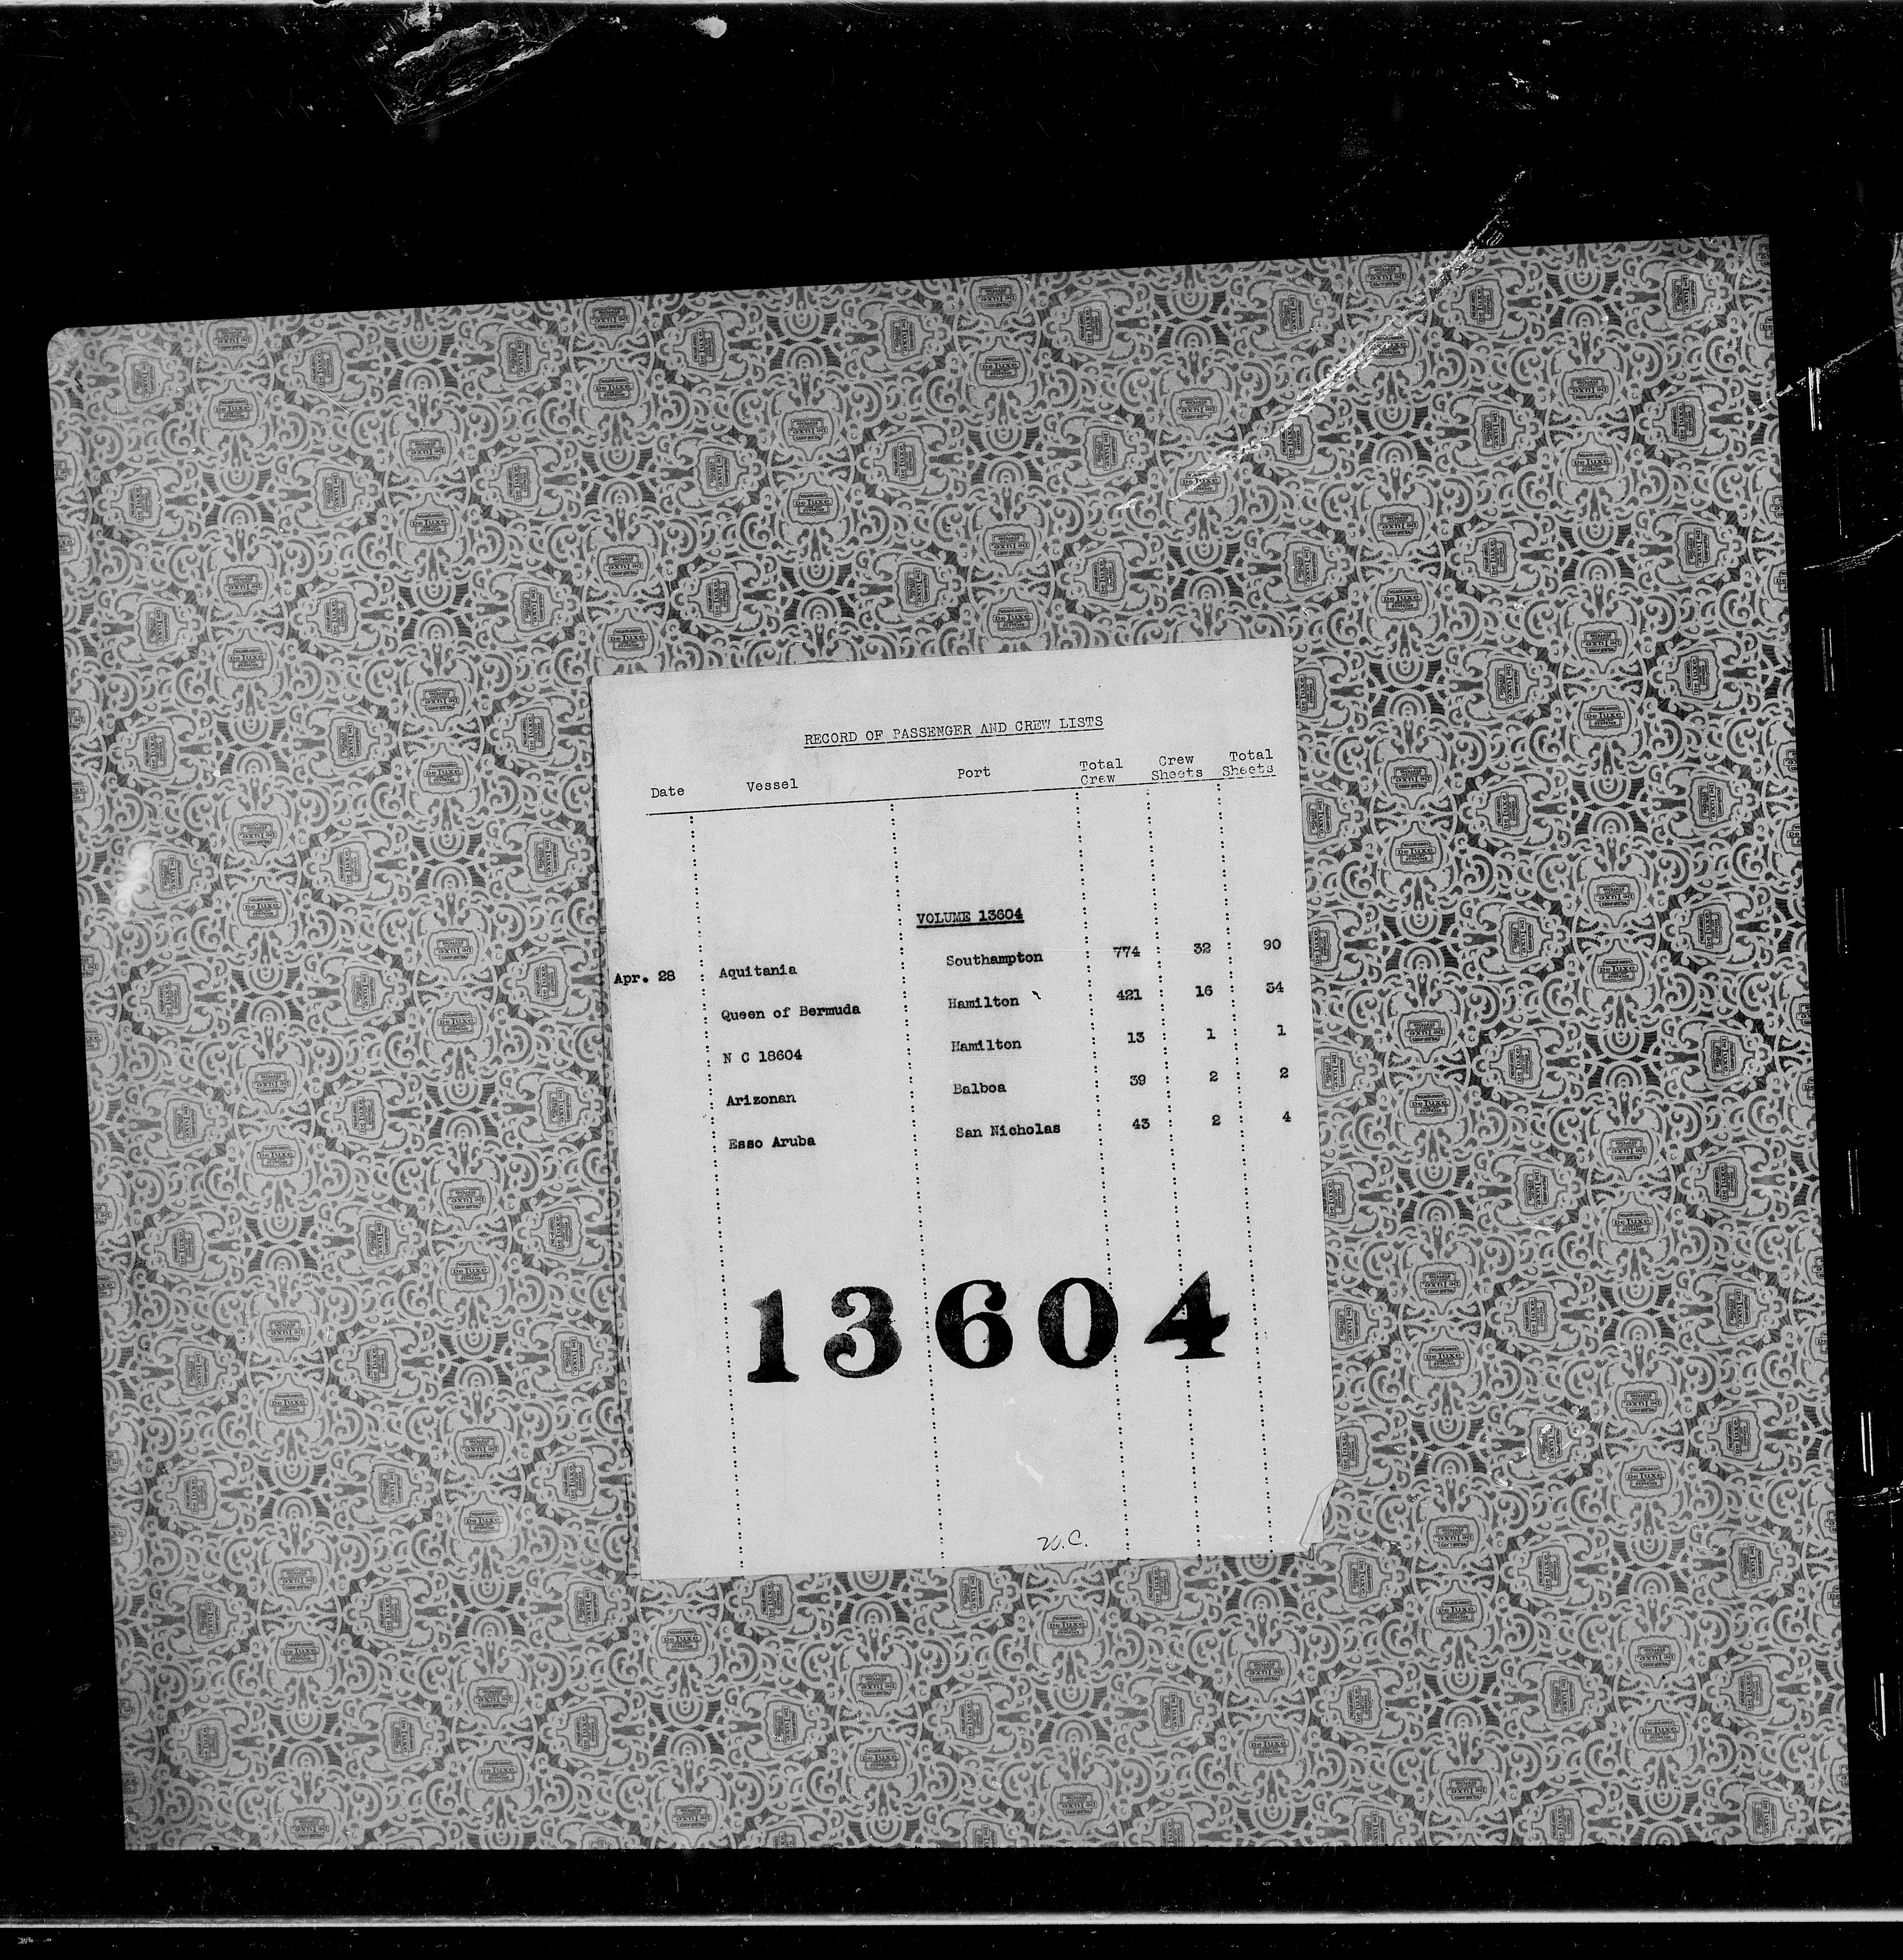 RECORD OF PASSENGER AND CREW LISTS
Date Vessel Port Total Crew Crew Sheets Total Sheets
VOLUME 13604
Apr. 28 Aquitania Southampton 774 32 90
Queen of Bermuda Hamilton 421 16 34
N C 18604 Hamilton 13 1 1
Arizonan Balboa 39 2 2
Esso Aruba San Nicholas 43 2 4
13604
W.C.
De Luxe